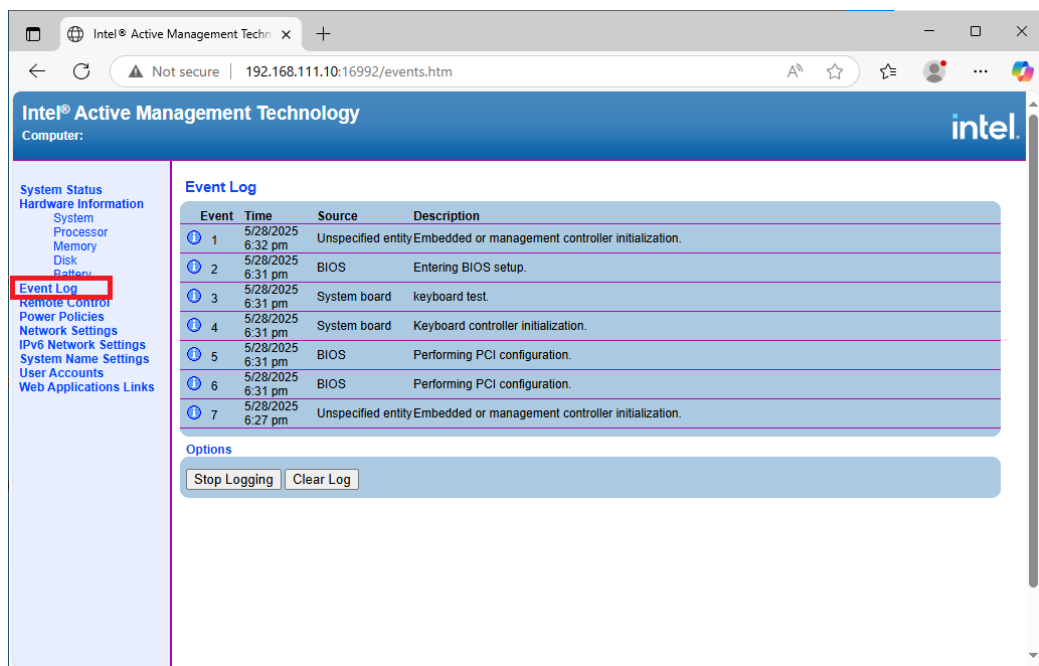 Intel® Active Management Techn
Not secure 192.168.111.10:16992/events.htm
Intel® Active Management Technology
Computer:
intel.
System Status
Hardware Information
System
Processor
Memory
Disk
Battery
Event Log
Remote Control
Power Policies
Network Settings
IPv6 Network Settings
System Name Settings
User Accounts
Web Applications Links
Event Log
Event Time Source Description
1 5/28/2025 6:32 pm Unspecified entity Embedded or management controller initialization.
2 5/28/2025 6:31 pm BIOS Entering BIOS setup.
3 5/28/2025 6:31 pm System board keyboard test.
4 5/28/2025 6:31 pm System board Keyboard controller initialization.
5 5/28/2025 6:31 pm BIOS Performing PCI configuration.
6 5/28/2025 6:31 pm BIOS Performing PCI configuration.
7 5/28/2025 6:27 pm Unspecified entity Embedded or management controller initialization.
Options
Stop Logging Clear Log